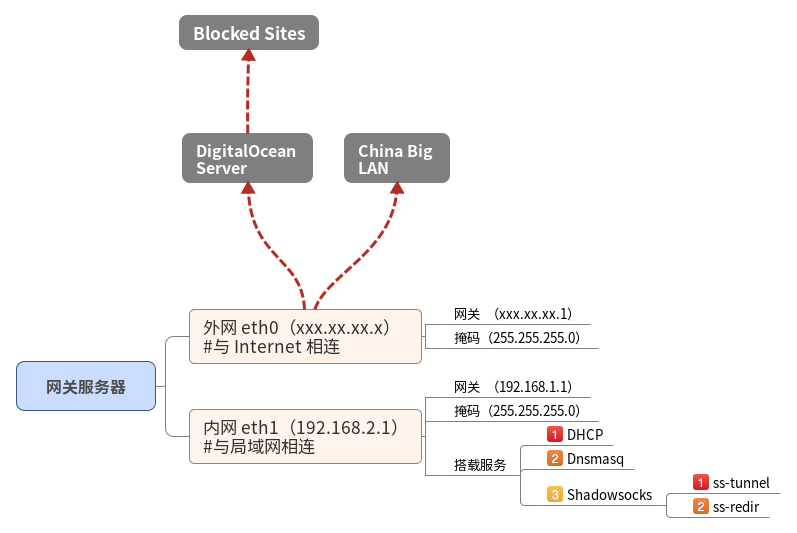 Blocked Sites
DigitalOcean
Server
China Big
LAN
外网 eth0（xxx.xx.xx.x）
#与 Internet 相连
网关 （xxx.xx.xx.1）
掩码（255.255.255.0）
网关服务器
内网 eth1（192.168.2.1）
#与局域网相连
网关 （192.168.1.1）
掩码（255.255.255.0）
搭载服务
1 DHCP
2 Dnsmasq
3 Shadowsocks
1 ss-tunnel
2 ss-redir